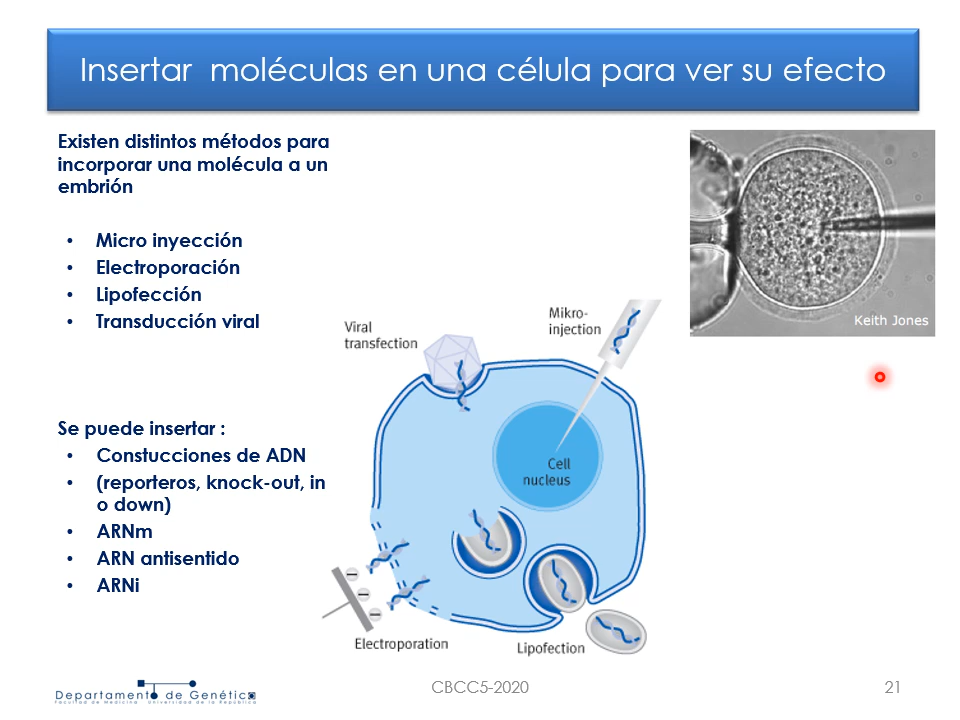 Insertar moléculas en una célula para ver su efecto
Existen distintos métodos para
incorporar una molécula a un
embrión
• Micro inyección
• Electroporación
• Lipofección
• Transducción viral
Keith Jones
Viral
transfection
Mikro-
injection
Cell
nucleus
Se puede insertar :
• Constucciones de ADN
• (reporteros, knock-out, in
o down)
• ARNm
• ARN antisentido
• ARNi
Electroporation
Lipofection
Departamento de Genética
Facultad de Medicina Universidad de la República
CBCC5-2020
21